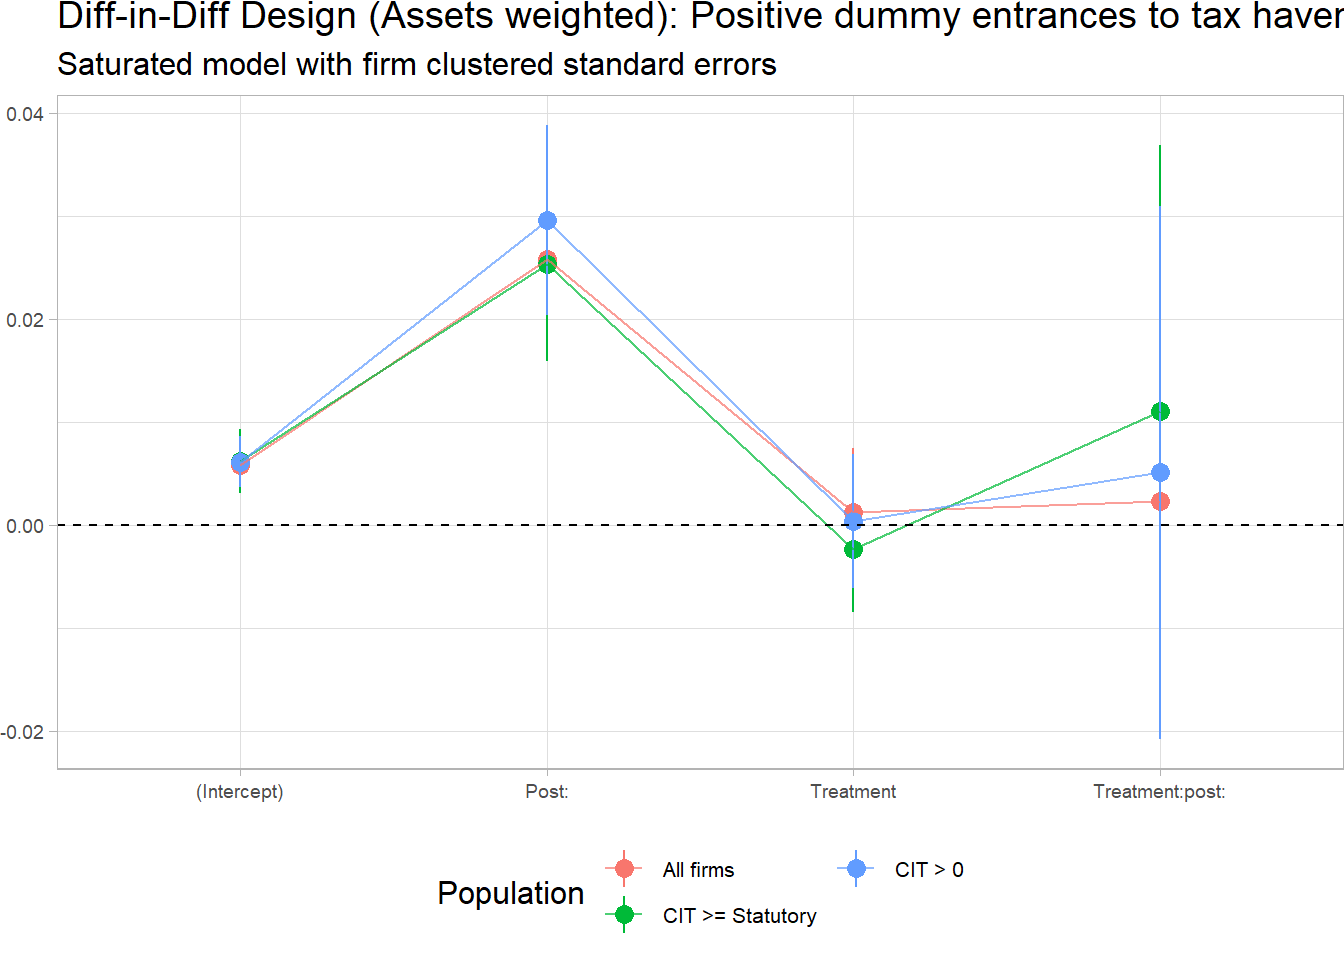 Diff-in-Diff Design (Assets weighted): Positive dummy entrances to tax haven
Saturated model with firm clustered standard errors
0.04
0.02
0.00
-0.02
(Intercept)
Post:
Treatment
Treatment:post:
Population
All firms
CIT > 0
CIT >= Statutory